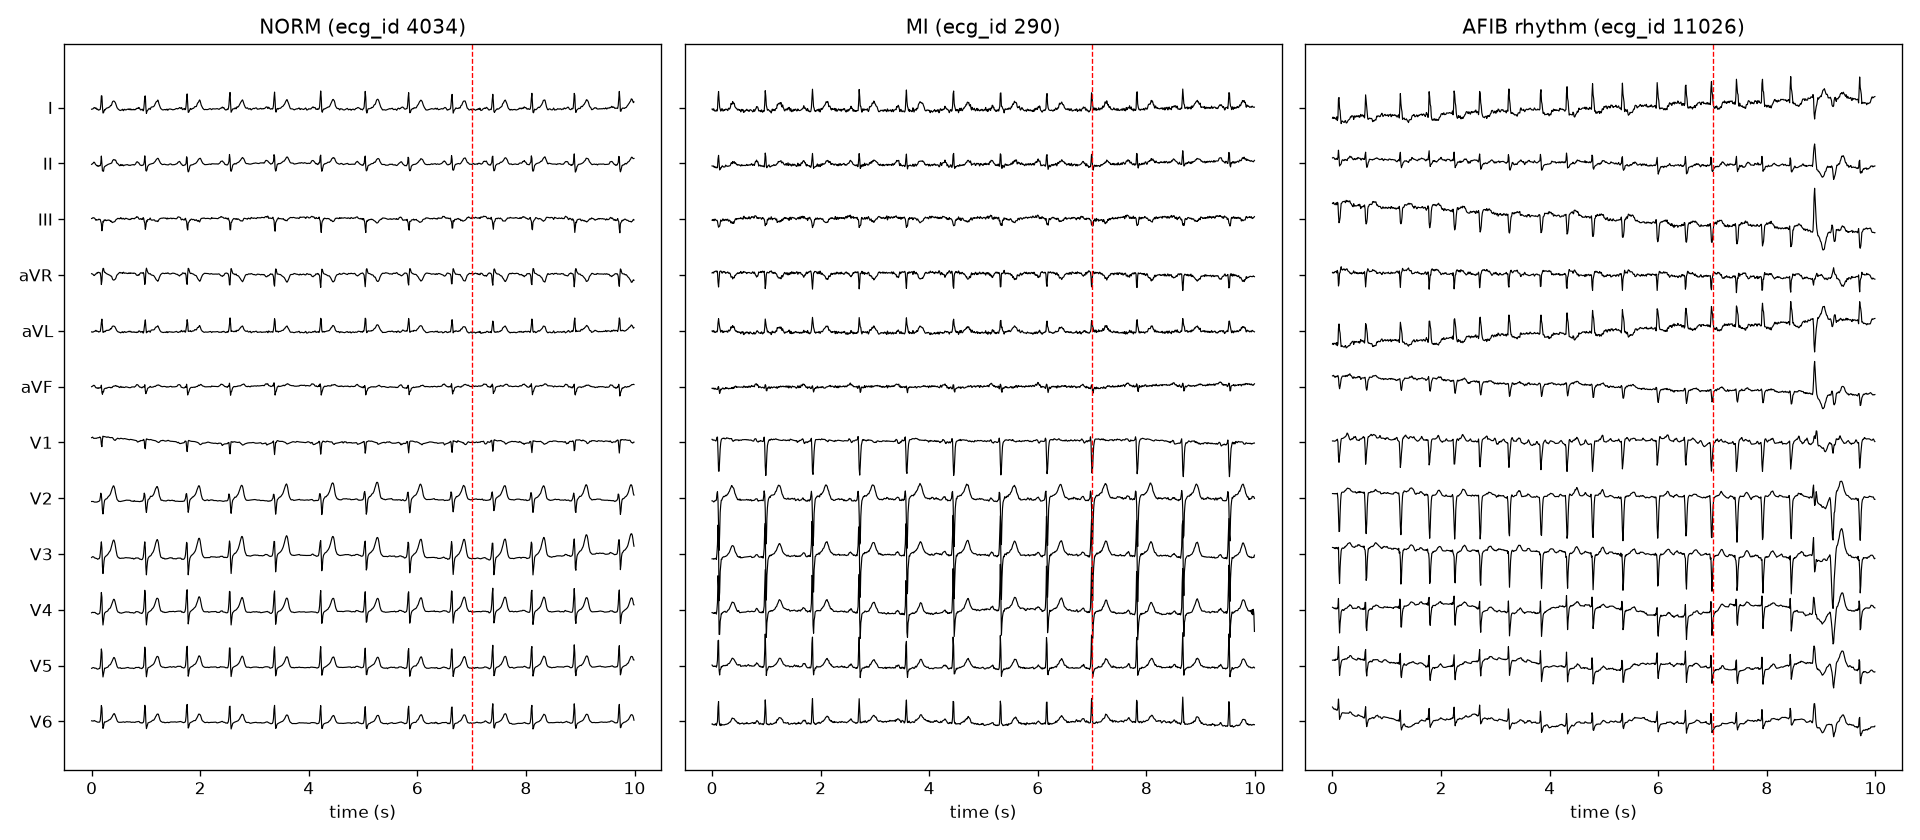 NORM (ecg_id 4034)
MI (ecg_id 290)
AFIB rhythm (ecg_id 11026)
I
II
III
aVR
aVL
aVF
V1
V2
V3
V4
V5
V6
0 2 4 6 8 10
time (s)
0 2 4 6 8 10
time (s)
0 2 4 6 8 10
time (s)